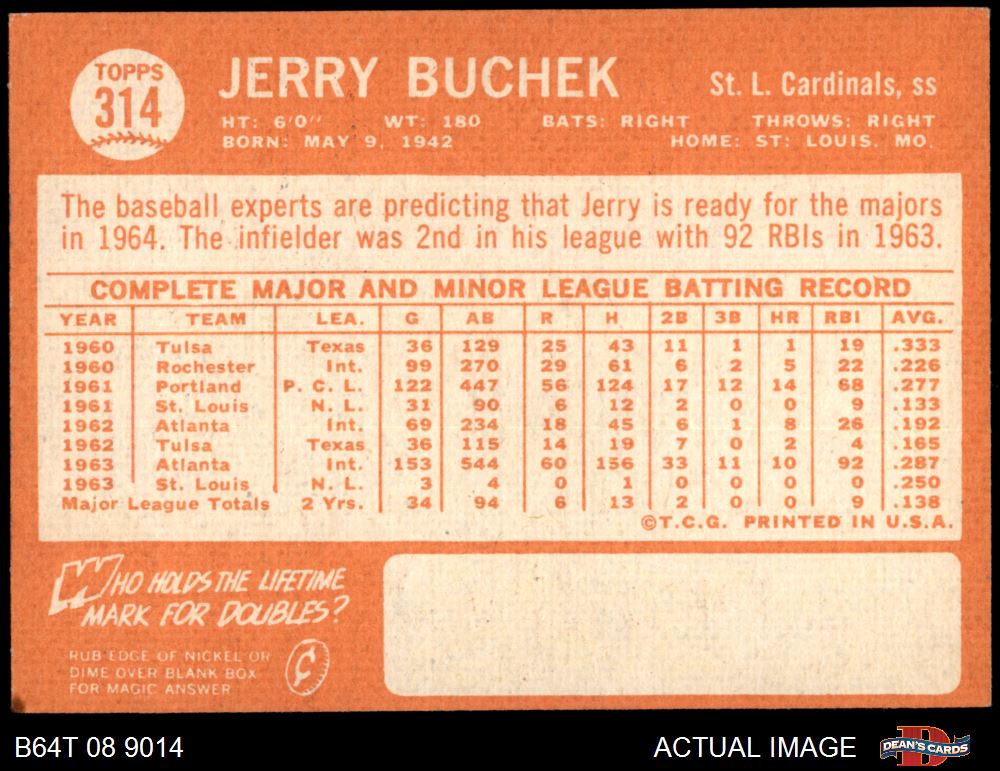 TOPPS
314
JERRY BUCHEK
St. L. Cardinals, ss
HT: 6'0'' WT: 180 BATS: RIGHT THROWS: RIGHT
BORN: MAY 9, 1942 HOME: ST: LOUIS. MO.
The baseball experts are predicting that Jerry is ready for the majors
in 1964. The infielder was 2nd in his league with 92 RBIs in 1963.
COMPLETE MAJOR AND MINOR LEAGUE BATTING RECORD
YEAR TEAM LEA. G AB R H 2B 3B HR RBI AVG.
1960 Tulsa Texas 36 129 25 43 11 1 1 19 .333
1960 Rochester Int. 99 270 29 61 6 2 5 22 .226
1961 Portland P. C. L. 122 447 56 124 17 12 14 68 .277
1961 St. Louis N. L. 31 90 6 12 2 0 0 9 .133
1962 Atlanta Int. 69 234 18 45 6 1 8 26 .192
1962 Tulsa Texas 36 115 14 19 7 0 2 4 .165
1963 Atlanta Int. 153 544 60 156 33 11 10 92 .287
1963 St. Louis N. L. 3 4 0 1 0 0 0 0 .250
Major League Totals 2 Yrs. 34 94 6 13 2 0 0 9 .138
©T.C.G. PRINTED IN U.S.A.
WHO HOLDS THE LIFETIME
MARK FOR DOUBLES?
RUB EDGE OF NICKEL OR
DIME OVER BLANK BOX
FOR MAGIC ANSWER
B64T 08 9014
ACTUAL IMAGE
DEAN'S CARDS